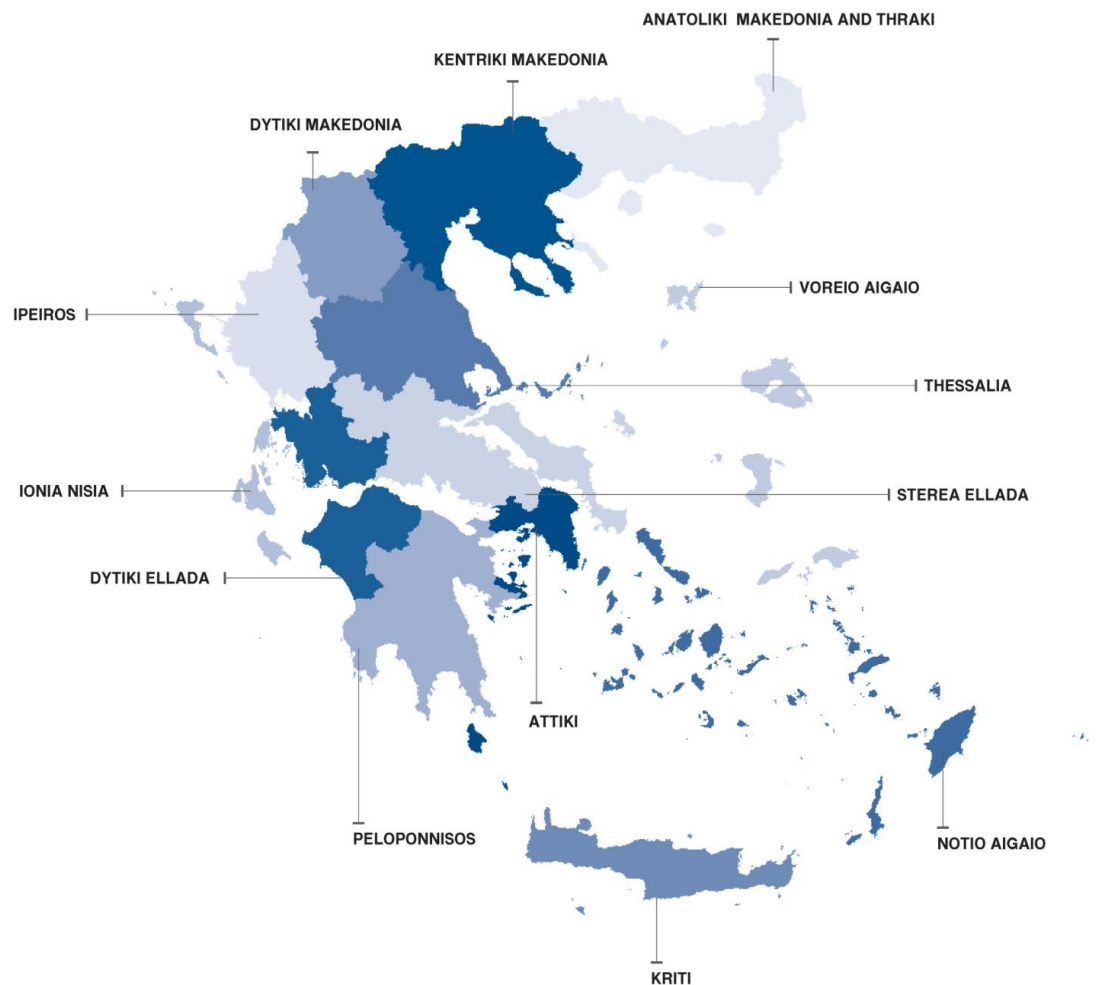 ANATOLIKI MAKEDONIA AND THRAKI
KENTRIKI MAKEDONIA
DYTIKI MAKEDONIA
VOREIO AIGAIO
IPEIROS
THESSALIA
IONIA NISIA
STEREA ELLADA
DYTIKI ELLADA
ATTIKI
PELOPONNISOS
NOTIO AIGAIO
KRITI